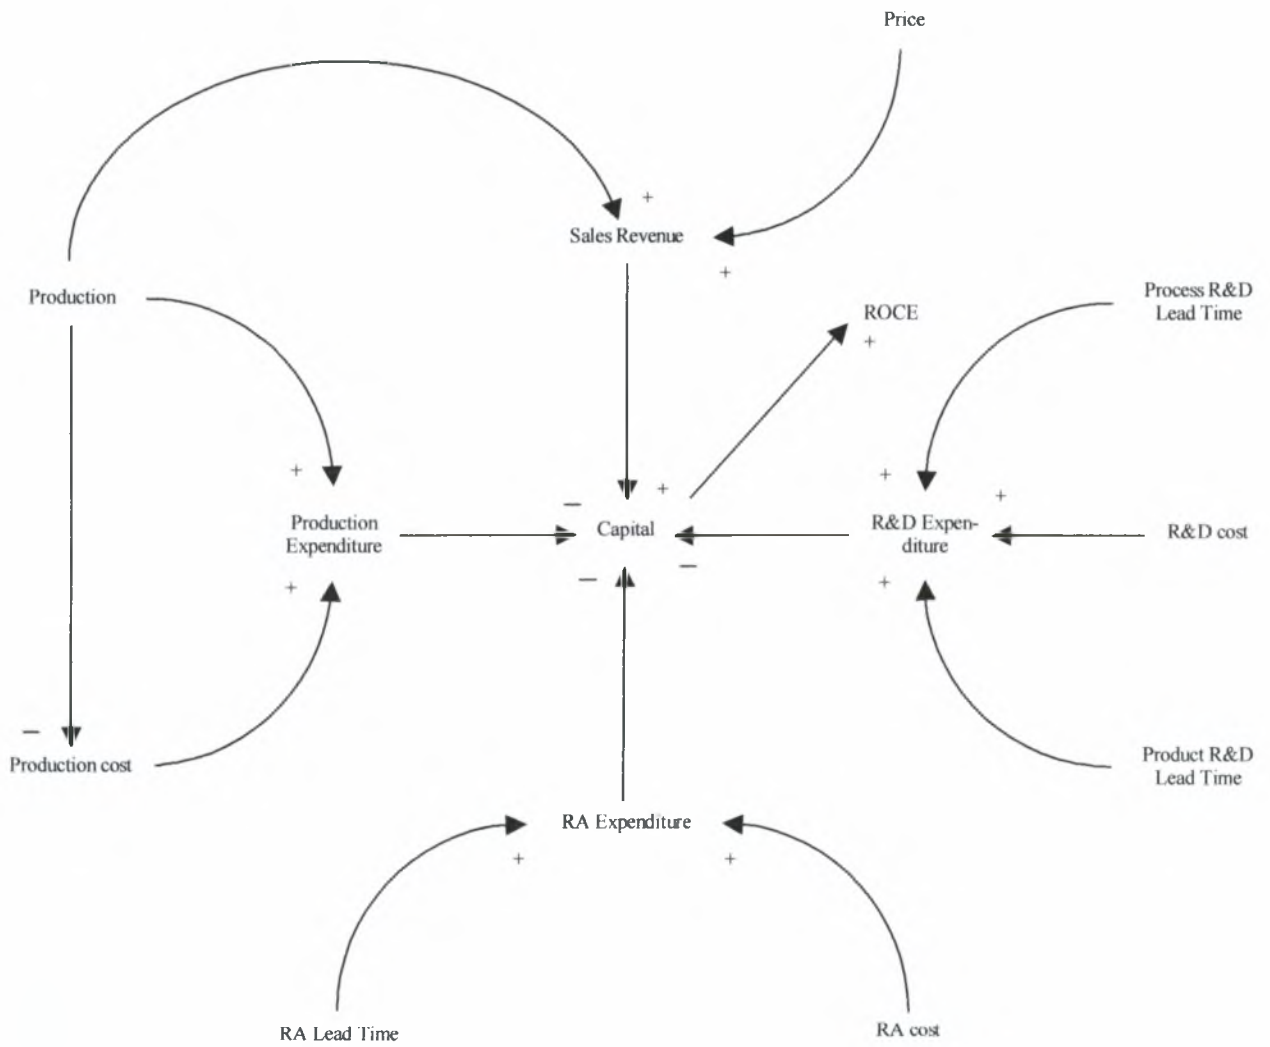 Price
+
Sales Revenue
+
Production
ROCE
+
Process R&D
Lead Time
+
+
+
+
–
Production
Expenditure
Capital
R&D Expen-
diture
R&D cost
+
–
–
+
–
Production cost
Product R&D
Lead Time
RA Expenditure
+
+
RA Lead Time
RA cost